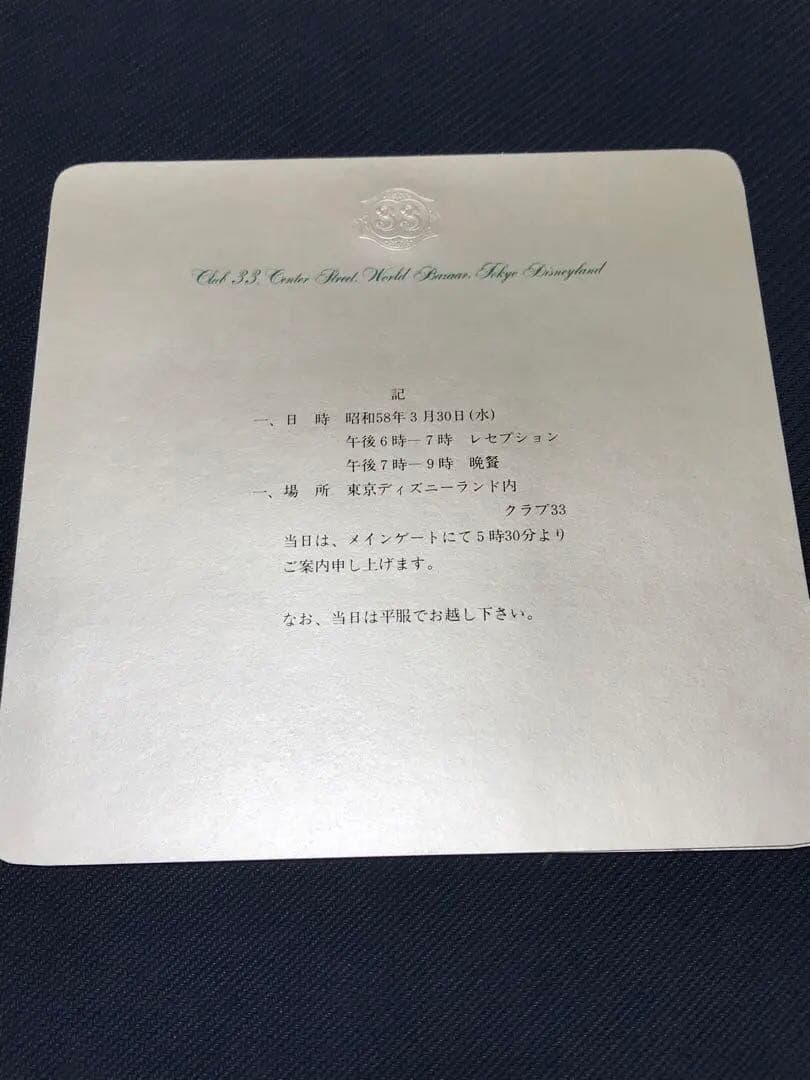 33
Club 33, Center Street, World Bazaar, Tokyo Disneyland
記
一、日　時　昭和58年3月30日(水)
午後6時―7時　レセプション
午後7時―9時　晩餐
一、場　所　東京ディズニーランド内
クラブ33
当日は、メインゲートにて5時30分より
ご案内申し上げます。
なお、当日は平服でお越し下さい。